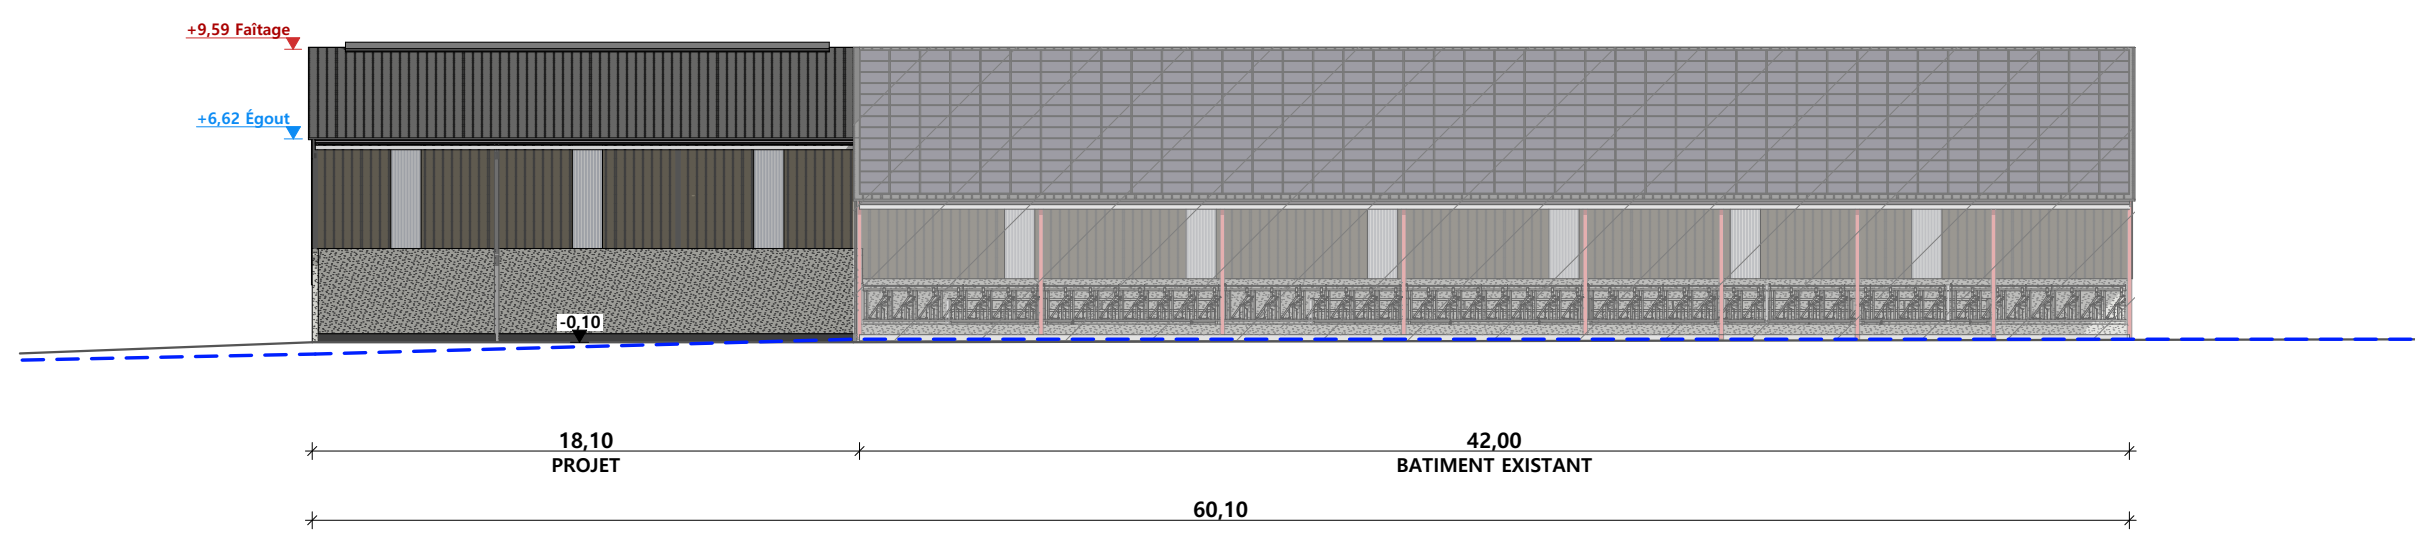 +9,59 Faîtage
+6,62 Égout
-0,10
18,10
PROJET
42,00
BATIMENT EXISTANT
60,10